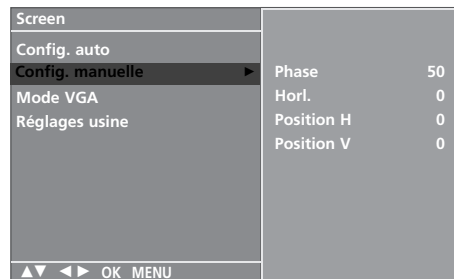 Screen
Config. auto
Config. manuelle ▶
Mode VGA
Réglages usine
Phase 50
Horl. 0
Position H 0
Position V 0
▲▼ ◄► OK MENU